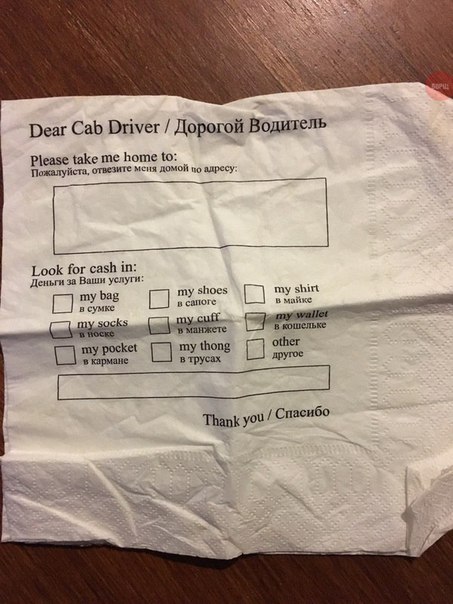 Dear Cab Driver / Дорогой Водитель
Please take me home to:
Пожалуйста, отвезите меня домой по адресу:
Look for cash in:
Деньги за Ваши услуги:
my bag
в сумке
my shoes
в сапоге
my shirt
в майке
my socks
в носке
my cuff
в манжете
my wallet
в кошельке
my pocket
в кармане
my thong
в трусах
other
другое
Thank you / Спасибо